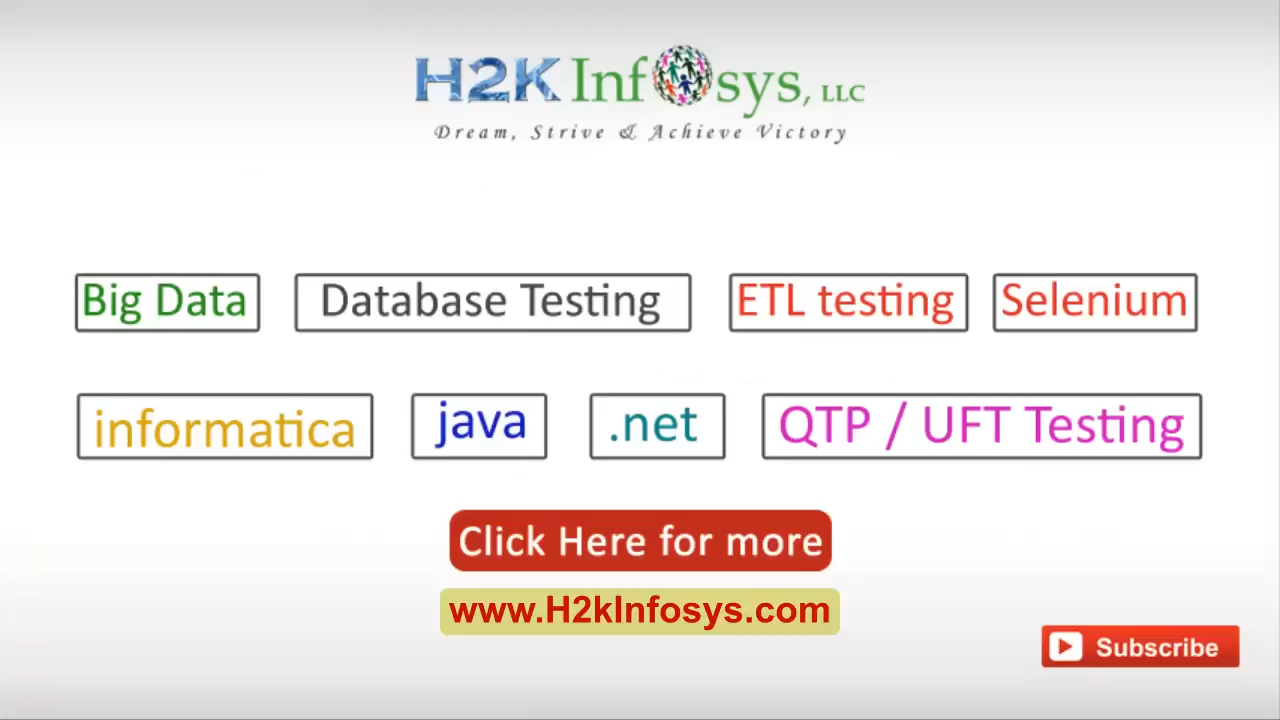 H2K Infosys, LLC
Dream, Strive & Achieve Victory
Big Data Database Testing ETL testing Selenium
informatica java .net QTP / UFT Testing
Click Here for more
www.H2kInfosys.com
Subscribe